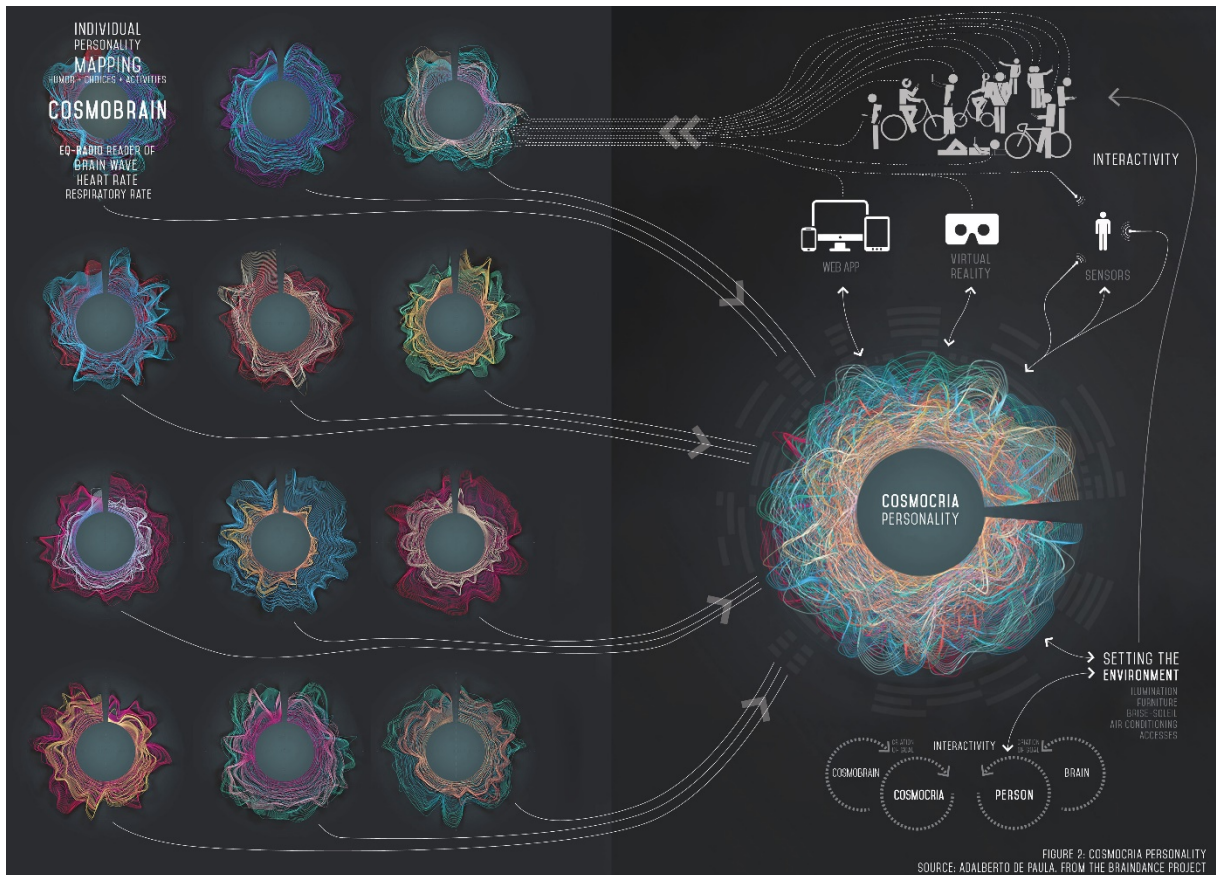 INDIVIDUAL
PERSONALITY
MAPPING
HUMOR + CHOICES + ACTIVITIES
COSMOBRAIN
EQ-RADIO READER OF
BRAIN WAVE
HEART RATE
RESPIRATORY RATE
INTERACTIVITY
WEB APP
VIRTUAL
REALITY
SENSORS
COSMOCRIA
PERSONALITY
SETTING THE
ENVIRONMENT
ILUMINATION
FURNITURE
BRISE-SOLEIL
AIR CONDITIONING
ACCESSES
INTERACTIVITY
COSMOBRAIN
COSMOCRIA
PERSON
BRAIN
FIGURE 2: COSMOCRIA PERSONALITY
SOURCE: ADALBERTO DE PAULA, FROM THE BRAINDANCE PROJECT